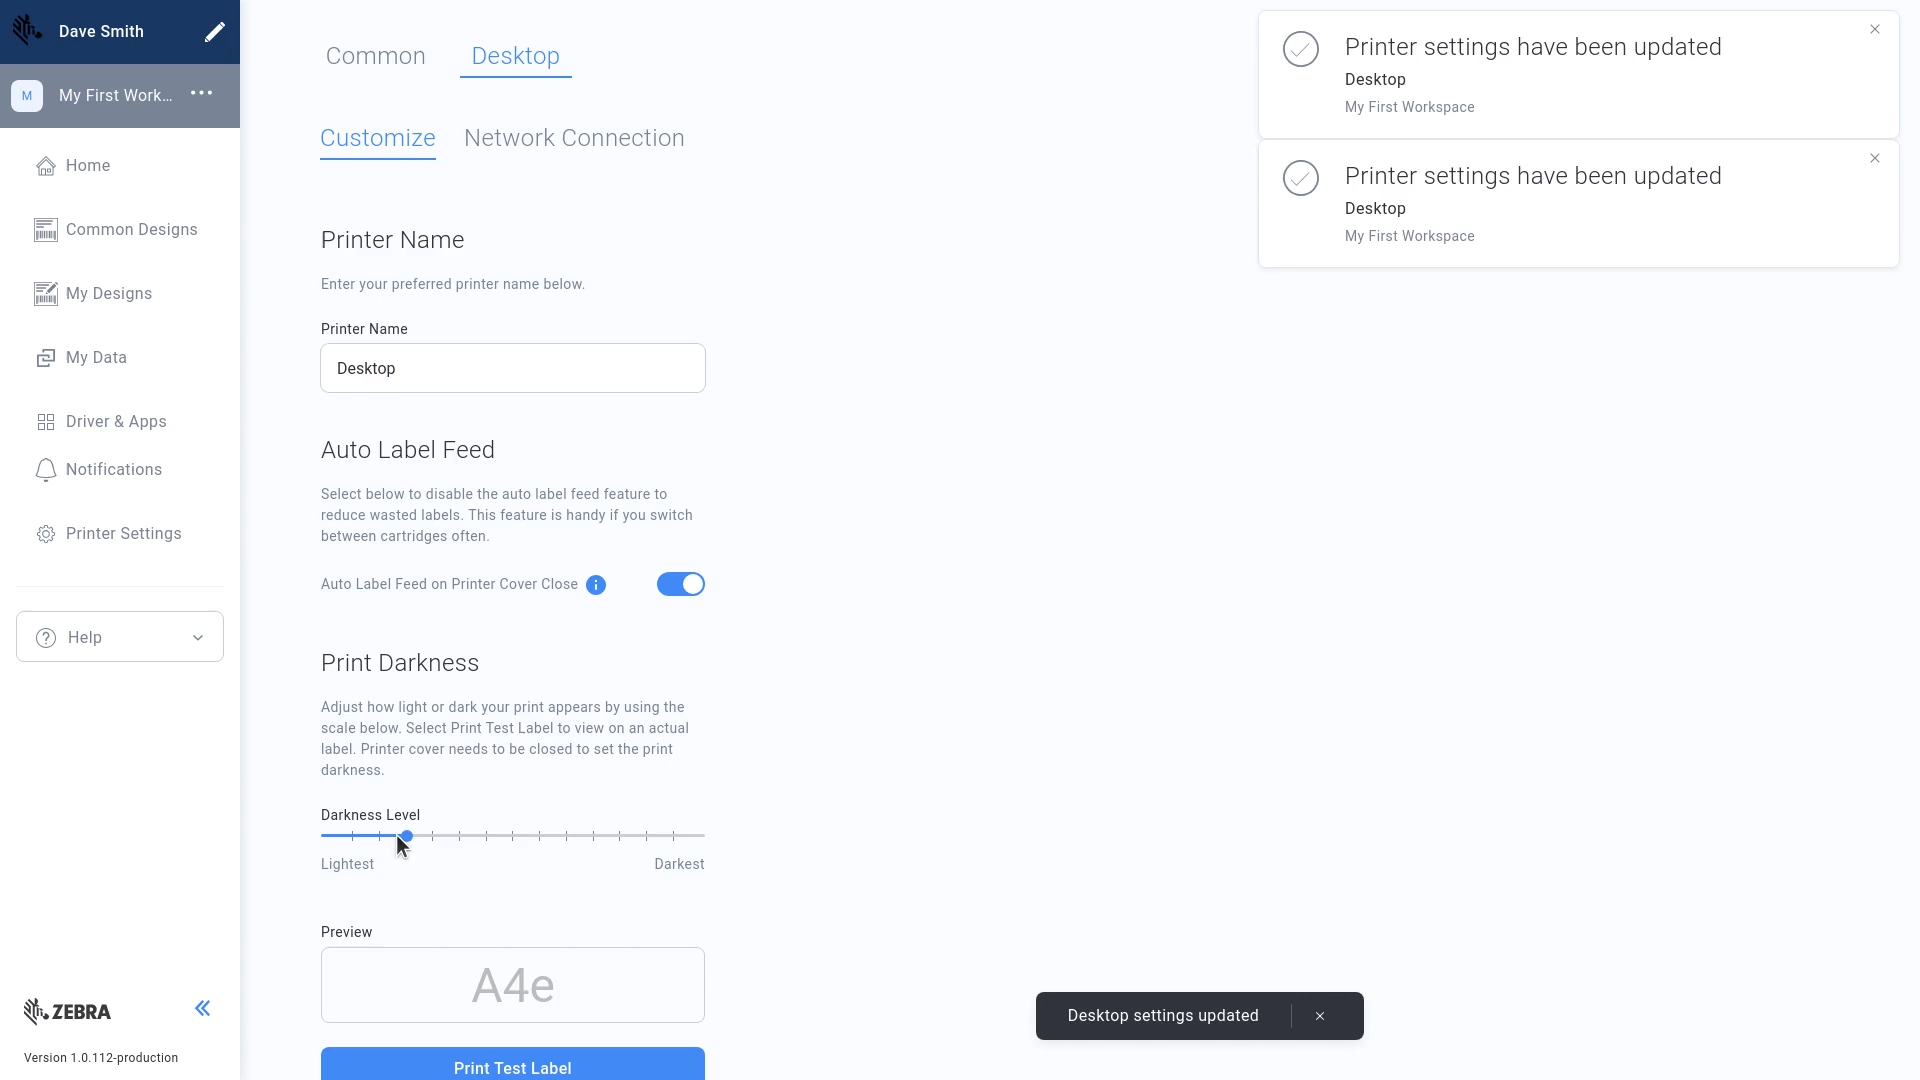 Dave Smith
M
My First Work...
Home
Common Designs
My Designs
My Data
Driver & Apps
Notifications
Printer Settings
Help
ZEBRA
Version 1.0.112-production
Common
Desktop
Customize
Network Connection
Printer Name
Enter your preferred printer name below.
Printer Name
Desktop
Auto Label Feed
Select below to disable the auto label feed feature to
reduce wasted labels. This feature is handy if you switch
between cartridges often.
Auto Label Feed on Printer Cover Close
Print Darkness
Adjust how light or dark your print appears by using the
scale below. Select Print Test Label to view on an actual
label. Printer cover needs to be closed to set the print
darkness.
Darkness Level
Lightest
Darkest
Preview
A4e
Print Test Label
Printer settings have been updated
Desktop
My First Workspace
Printer settings have been updated
Desktop
My First Workspace
Desktop settings updated